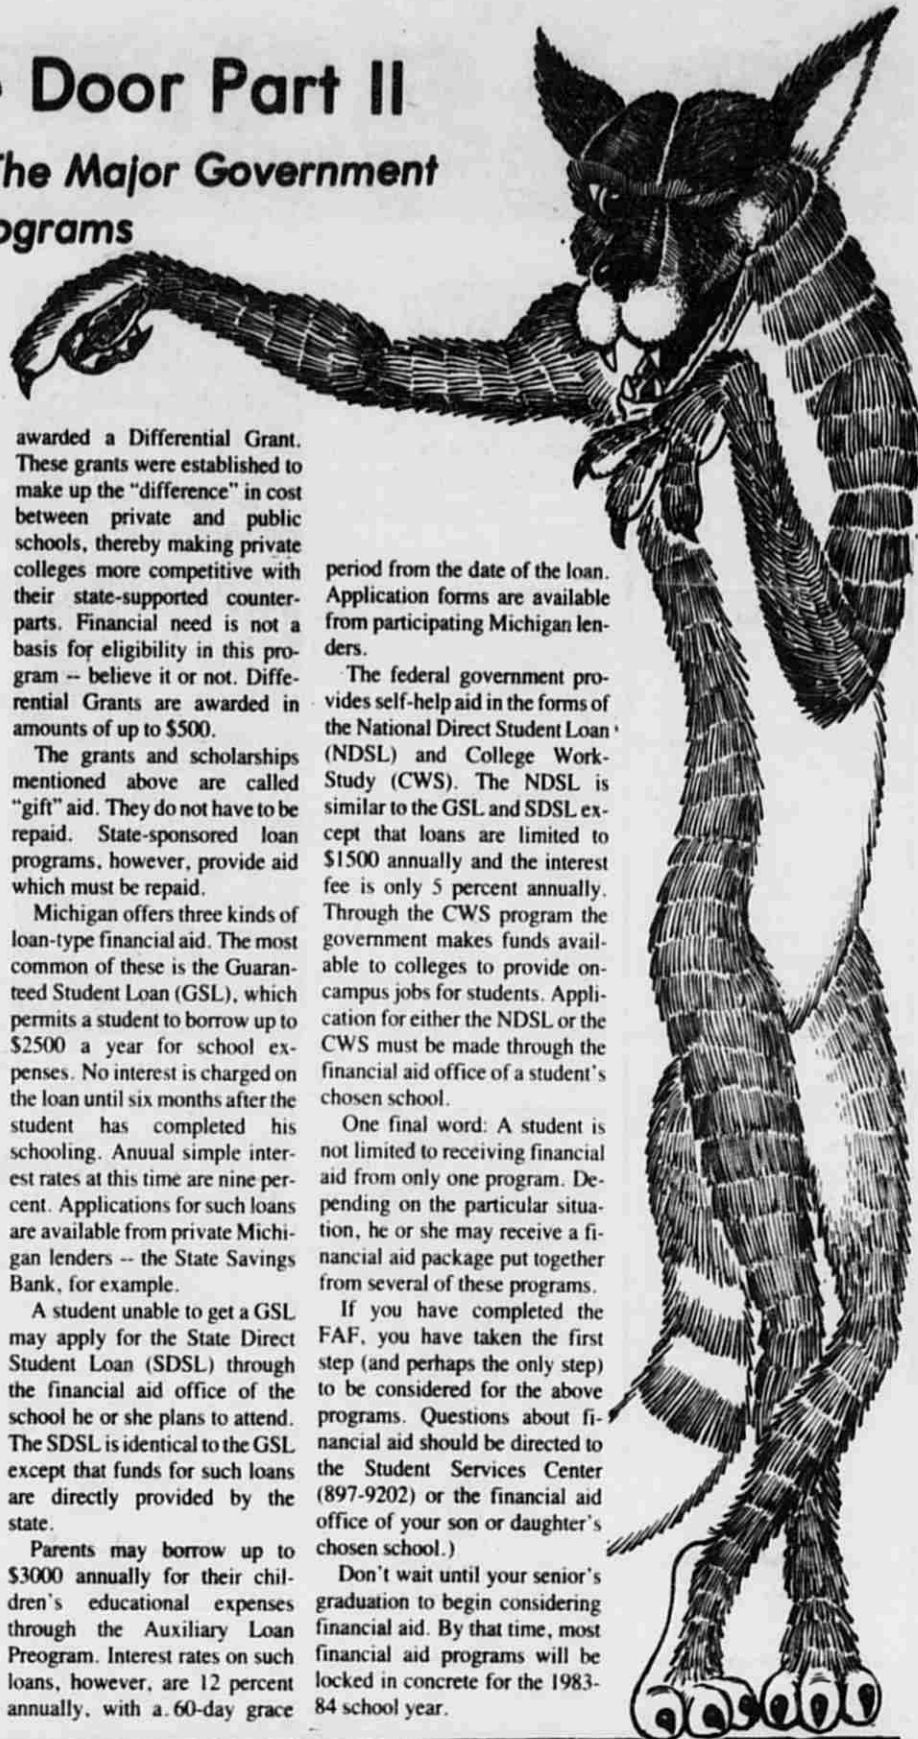 Door Part II
The Major Government
ograms
awarded a Differential Grant.
These grants were established to
make up the "difference" in cost
between private and public
schools, thereby making private
colleges more competitive with
their state-supported counter-
parts. Financial need is not a
basis for eligibility in this pro-
gram -- believe it or not. Diffe-
rential Grants are awarded in
amounts of up to $500.
The grants and scholarships
mentioned above are called
"gift" aid. They do not have to be
repaid. State-sponsored loan
programs, however, provide aid
which must be repaid.
Michigan offers three kinds of
loan-type financial aid. The most
common of these is the Guaran-
teed Student Loan (GSL), which
permits a student to borrow up to
$2500 a year for school ex-
penses. No interest is charged on
the loan until six months after the
student has completed his
schooling. Anuual simple inter-
est rates at this time are nine per-
cent. Applications for such loans
are available from private Michi-
gan lenders -- the State Savings
Bank, for example.
A student unable to get a GSL
may apply for the State Direct
Student Loan (SDSL) through
the financial aid office of the
school he or she plans to attend.
The SDSL is identical to the GSL
except that funds for such loans
are directly provided by the
state.
Parents may borrow up to
$3000 annually for their chil-
dren's educational expenses
through the Auxiliary Loan
Preogram. Interest rates on such
loans, however, are 12 percent
annually, with a 60-day grace
period from the date of the loan.
Application forms are available
from participating Michigan len-
ders.
The federal government pro-
vides self-help aid in the forms of
the National Direct Student Loan
(NDSL) and College Work-
Study (CWS). The NDSL is
similar to the GSL and SDSL ex-
cept that loans are limited to
$1500 annually and the interest
fee is only 5 percent annually.
Through the CWS program the
government makes funds avail-
able to colleges to provide on-
campus jobs for students. Appli-
cation for either the NDSL or the
CWS must be made through the
financial aid office of a student's
chosen school.
One final word: A student is
not limited to receiving financial
aid from only one program. De-
pending on the particular situa-
tion, he or she may receive a fi-
nancial aid package put together
from several of these programs.
If you have completed the
FAF, you have taken the first
step (and perhaps the only step)
to be considered for the above
programs. Questions about fi-
nancial aid should be directed to
the Student Services Center
(897-9202) or the financial aid
office of your son or daughter's
chosen school.)
Don't wait until your senior's
graduation to begin considering
financial aid. By that time, most
financial aid programs will be
locked in concrete for the 1983-
84 school year.